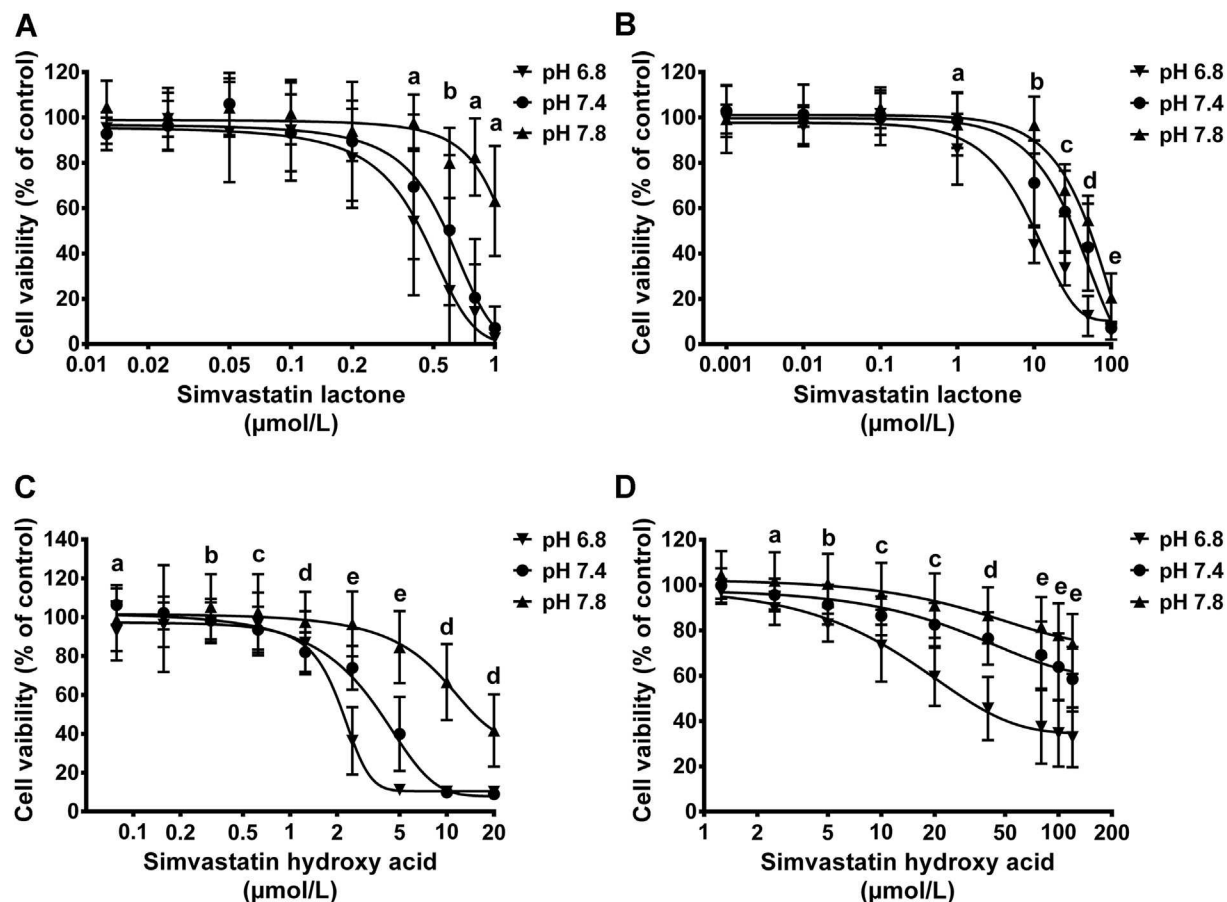 A
Cell vaibility (% of control)
120
100
80
60
40
20
0
a b a a
pH 6.8
pH 7.4
pH 7.8
0.01 0.02 0.05 0.1 0.2 0.5 1
Simvastatin lactone
(µmol/L)
B
Cell vaibility (% of control)
120
100
80
60
40
20
0
a b c d e
pH 6.8
pH 7.4
pH 7.8
0.001 0.01 0.1 1 10 100
Simvastatin lactone
(µmol/L)
C
Cell vaibility (% of control)
140
120
100
80
60
40
20
0
a b c d e e d d
pH 6.8
pH 7.4
pH 7.8
0.1 0.2 0.5 1 2 5 10 20
Simvastatin hydroxy acid
(µmol/L)
D
Cell vaibility (% of control)
120
100
80
60
40
20
0
a b c c d e e e
pH 6.8
pH 7.4
pH 7.8
1 2 5 10 20 50 100 200
Simvastatin hydroxy acid
(µmol/L)